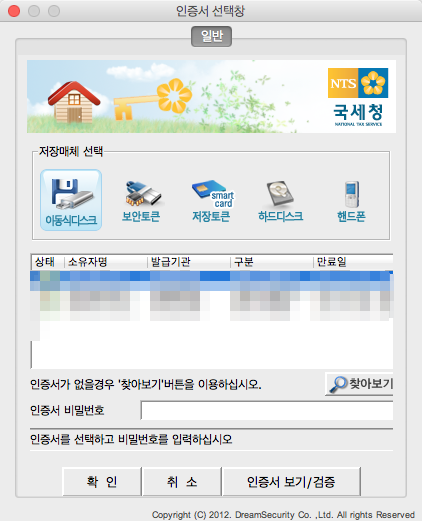 인증서 선택창
일반
NTS
국세청
NATIONAL TAX SERVICE
저장매체 선택
smart card
이동식디스크 보안토큰 저장토큰 하드디스크 핸드폰
상태 소유자명 발급기관 구분 만료일
인증서가 없을경우 '찾아보기'버튼을 이용하십시오. 찾아보기
인증서 비밀번호
인증서를 선택하고 비밀번호를 입력하십시오
확 인 취 소 인증서 보기/검증
Copyright (C) 2012. DreamSecurity Co. ,Ltd. All rights Reserved